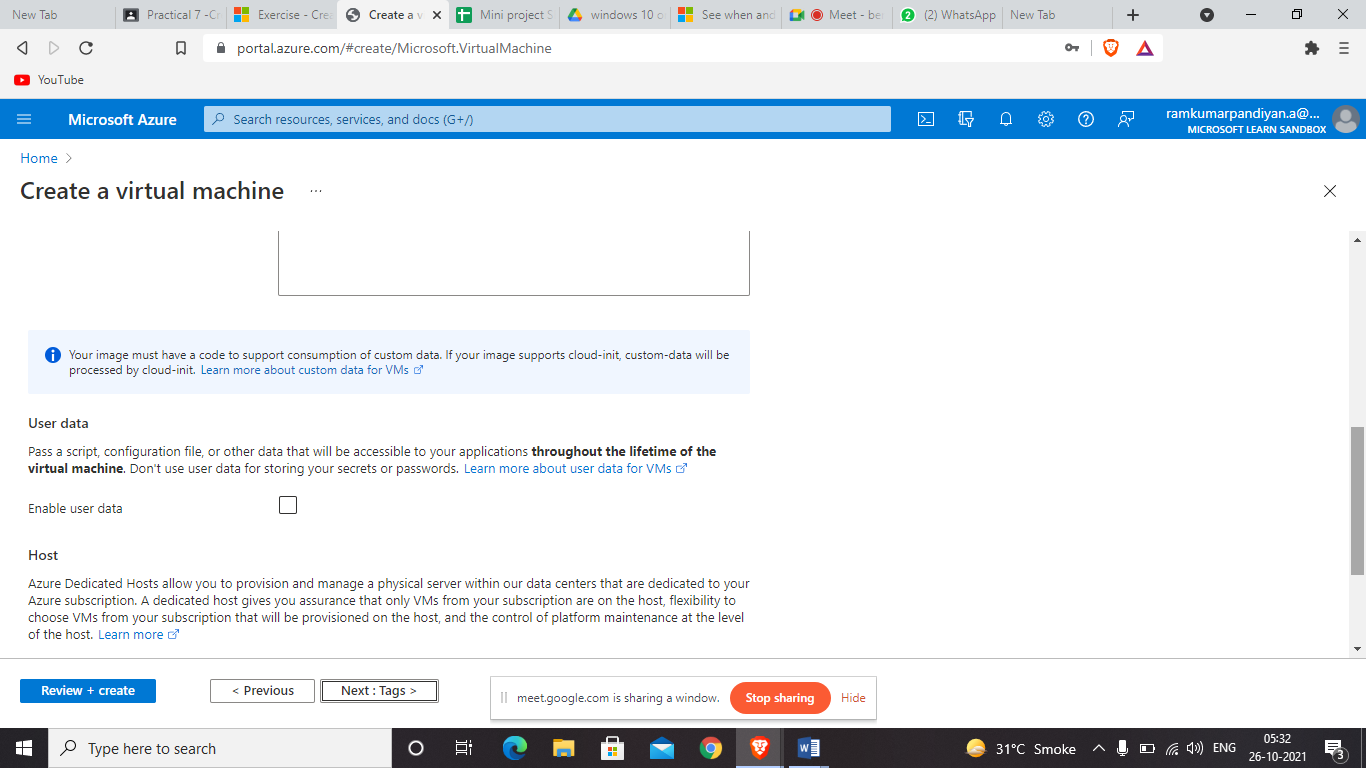 New Tab
Practical 7 -Cr
Exercise - Crea
Create a v
Mini project S
windows 10 o
See when and
Meet - be
(2) WhatsApp
New Tab
portal.azure.com/#create/Microsoft.VirtualMachine
YouTube
Microsoft Azure
Search resources, services, and docs (G+/)
ramkumarpandiyan.a@...
MICROSOFT LEARN SANDBOX
Home >
Create a virtual machine ...
Your image must have a code to support consumption of custom data. If your image supports cloud-init, custom-data will be
processed by cloud-init. Learn more about custom data for VMs
User data
Pass a script, configuration file, or other data that will be accessible to your applications throughout the lifetime of the
virtual machine. Don't use user data for storing your secrets or passwords. Learn more about user data for VMs
Enable user data
Host
Azure Dedicated Hosts allow you to provision and manage a physical server within our data centers that are dedicated to your
Azure subscription. A dedicated host gives you assurance that only VMs from your subscription are on the host, flexibility to
choose VMs from your subscription that will be provisioned on the host, and the control of platform maintenance at the level
of the host. Learn more
Review + create
< Previous
Next : Tags >
meet.google.com is sharing a window.
Stop sharing
Hide
Type here to search
31°C Smoke
ENG
05:32
26-10-2021
3